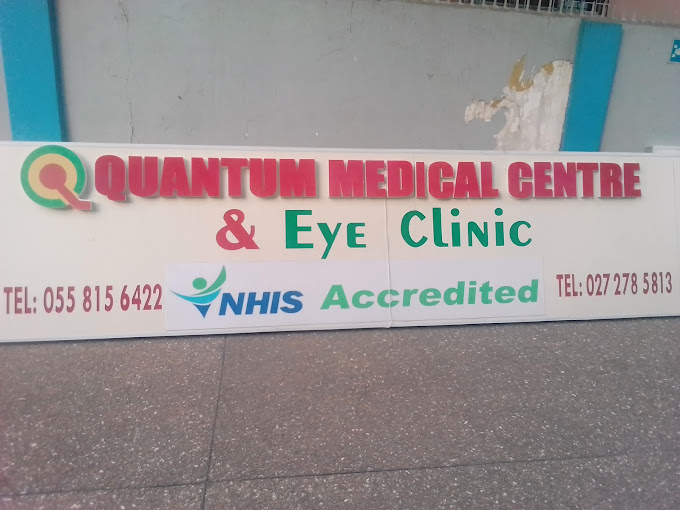 QUANTUM MEDICAL CENTRE
& Eye Clinic
TEL: 055 815 6422
NHIS Accredited
TEL: 027 278 5813